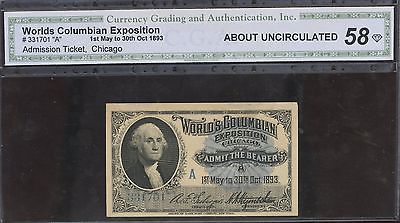 Currency Grading and Authentication, Inc.
Worlds Columbian Exposition
# 331701 "A" 1st May to 30th Oct 1893
Admission Ticket, Chicago
ABOUT UNCIRCULATED 58
WORLD'S COLUMBIAN
EXPOSITION
CHICAGO
ADMIT THE BEARER
A
A
1ST MAY TO 30TH OCT. 1893.
331701